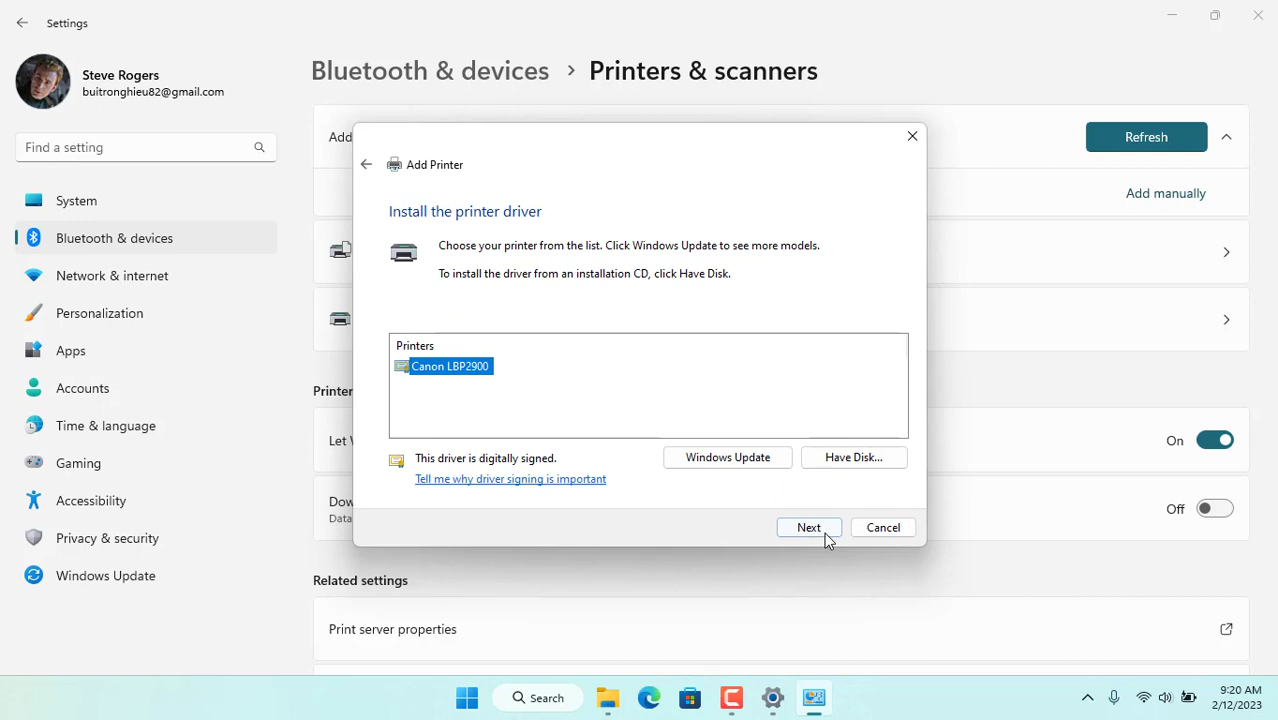 Settings
Steve Rogers
buitronghieu82@gmail.com
Find a setting
System
Bluetooth & devices
Network & internet
Personalization
Apps
Accounts
Time & language
Gaming
Accessibility
Privacy & security
Windows Update
Bluetooth & devices > Printers & scanners
Add
Refresh
Add manually
Add Printer
Install the printer driver
Choose your printer from the list. Click Windows Update to see more models.
To install the driver from an installation CD, click Have Disk.
Printers
Canon LBP2900
This driver is digitally signed.
Tell me why driver signing is important
Windows Update
Have Disk...
Next
Cancel
Printer
Let
On
Dow
Data
Off
Related settings
Print server properties
Search
9:20 AM
2/12/2023